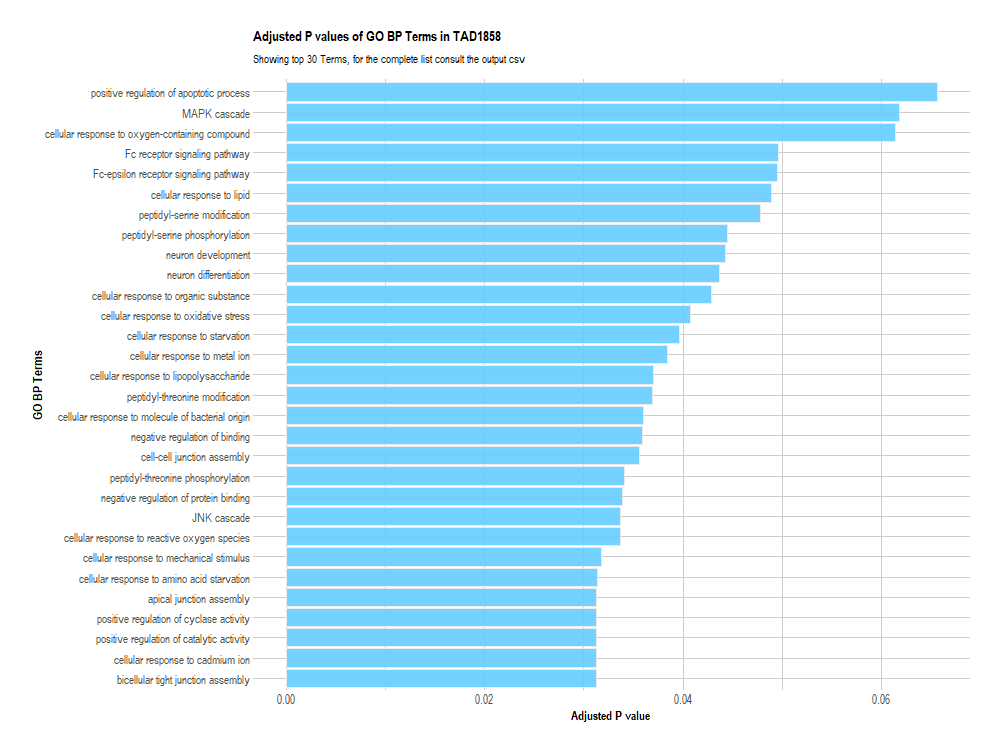 Adjusted P values of GO BP Terms in TAD1858
Showing top 30 Terms, for the complete list consult the output csv
GO BP Terms
positive regulation of apoptotic process
MAPK cascade
cellular response to oxygen-containing compound
Fc receptor signaling pathway
Fc-epsilon receptor signaling pathway
cellular response to lipid
peptidyl-serine modification
peptidyl-serine phosphorylation
neuron development
neuron differentiation
cellular response to organic substance
cellular response to oxidative stress
cellular response to starvation
cellular response to metal ion
cellular response to lipopolysaccharide
peptidyl-threonine modification
cellular response to molecule of bacterial origin
negative regulation of binding
cell-cell junction assembly
peptidyl-threonine phosphorylation
negative regulation of protein binding
JNK cascade
cellular response to reactive oxygen species
cellular response to mechanical stimulus
cellular response to amino acid starvation
apical junction assembly
positive regulation of cyclase activity
positive regulation of catalytic activity
cellular response to cadmium ion
bicellular tight junction assembly
0.00 0.02 0.04 0.06
Adjusted P value